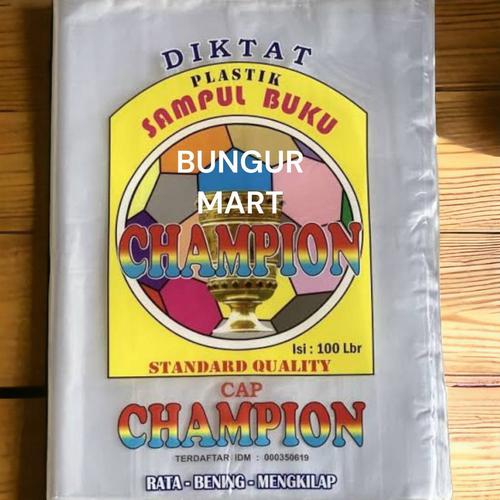 DIKTAT
PLASTIK
SAMPUL BUKU
BUNGUR
MART
CHAMPION
Isi : 100 Lbr
STANDARD QUALITY
CAP
CHAMPION
TERDAFTAR IDM : 000350619
RATA - BENING - MENGKILAP